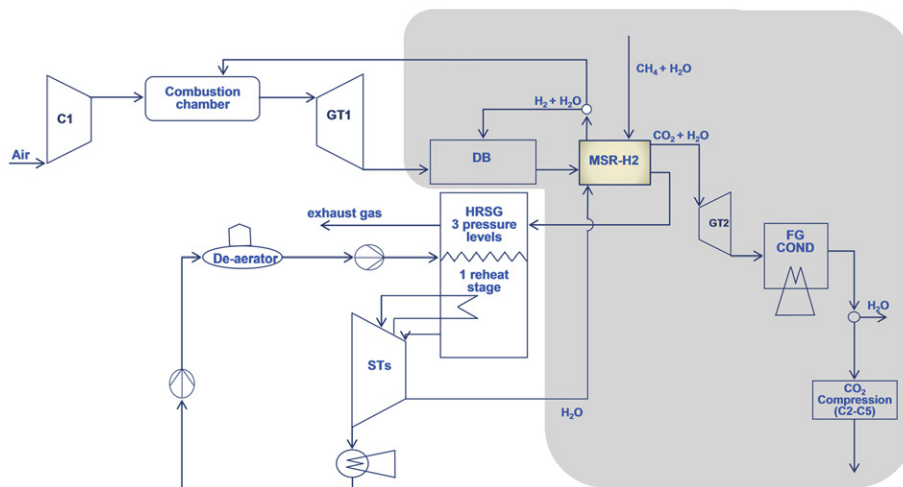 CH₄ + H₂O
Combustion
chamber
C1
GT1
H₂ + H₂O
CO₂ + H₂O
Air
DB
MSR-H2
exhaust gas
HRSG
3 pressure
levels
GT2
FG
COND
De-aerator
1 reheat
stage
H₂O
STs
H₂O
CO₂
Compression
(C2-C5)